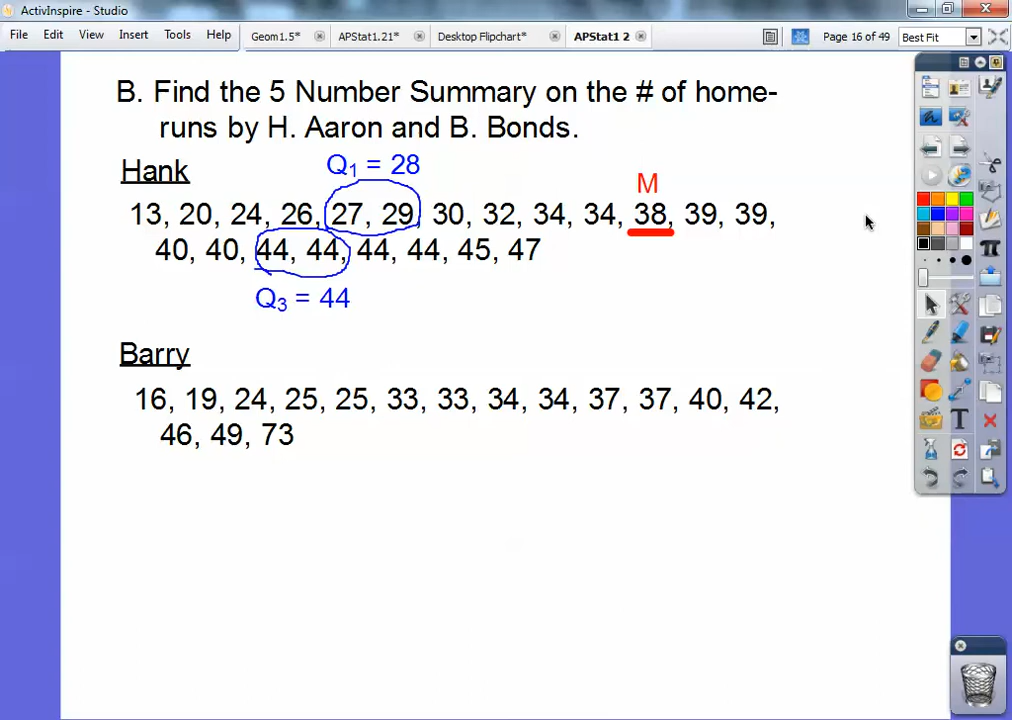 ActivInspire - Studio
File Edit View Insert Tools Help Geom1.5* APStat1.21* Desktop Flipchart* APStat1 2 Page 16 of 49 Best Fit
B. Find the 5 Number Summary on the # of home-
runs by H. Aaron and B. Bonds.
Hank
Q1 = 28
M
13, 20, 24, 26, 27, 29, 30, 32, 34, 34, 38, 39, 39,
40, 40, 44, 44, 44, 44, 45, 47
Q3 = 44
Barry
16, 19, 24, 25, 25, 33, 33, 34, 34, 37, 37, 40, 42,
46, 49, 73